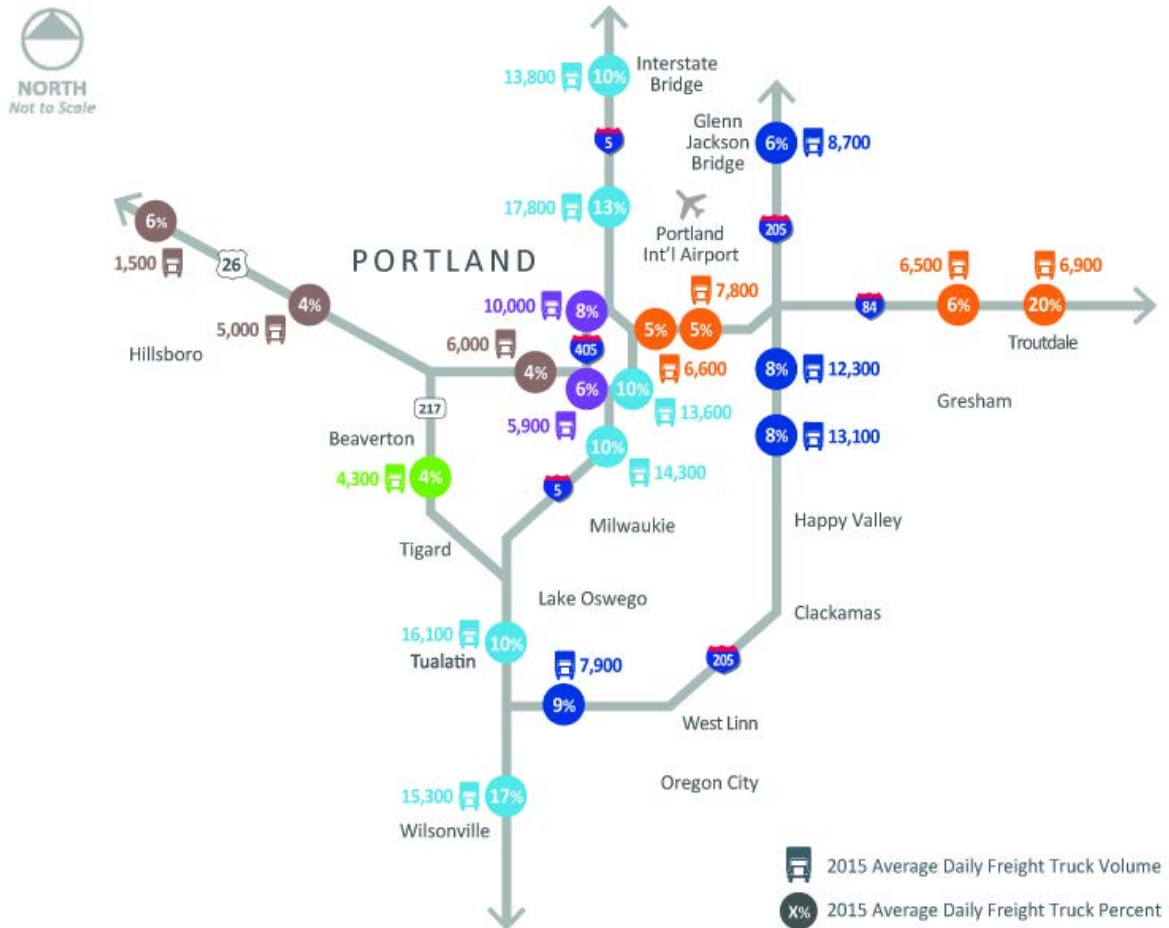 NORTH
Not to Scale
13,800
10%
Interstate
Bridge
5
Glenn
Jackson
Bridge
6%
8,700
17,800
13%
6%
1,500
26
PORTLAND
Portland
Int'l Airport
205
7,800
6,500
6,900
4%
5,000
Hillsboro
10,000
8%
5%
5%
84
6%
20%
Troutdale
6,000
405
4%
6,600
8%
12,300
Gresham
217
Beaverton
6%
5,900
10%
13,600
8%
13,100
4,300
4%
10%
14,300
5
Milwaukie
Happy Valley
Tigard
Lake Oswego
Clackamas
16,100
10%
Tualatin
7,900
205
9%
West Linn
Oregon City
15,300
17%
Wilsonville
2015 Average Daily Freight Truck Volume
X%
2015 Average Daily Freight Truck Percent